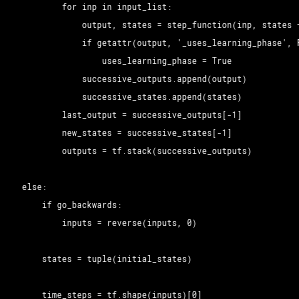 for inp in input_list:
output, states = step_function(inp, states
if getattr(output, '_uses_learning_phase',
uses_learning_phase = True
successive_outputs.append(output)
successive_states.append(states)
last_output = successive_outputs[-1]
new_states = successive_states[-1]
outputs = tf.stack(successive_outputs)
else:
if go_backwards:
inputs = reverse(inputs, 0)
states = tuple(initial_states)
time_steps = tf.shape(inputs)[0]